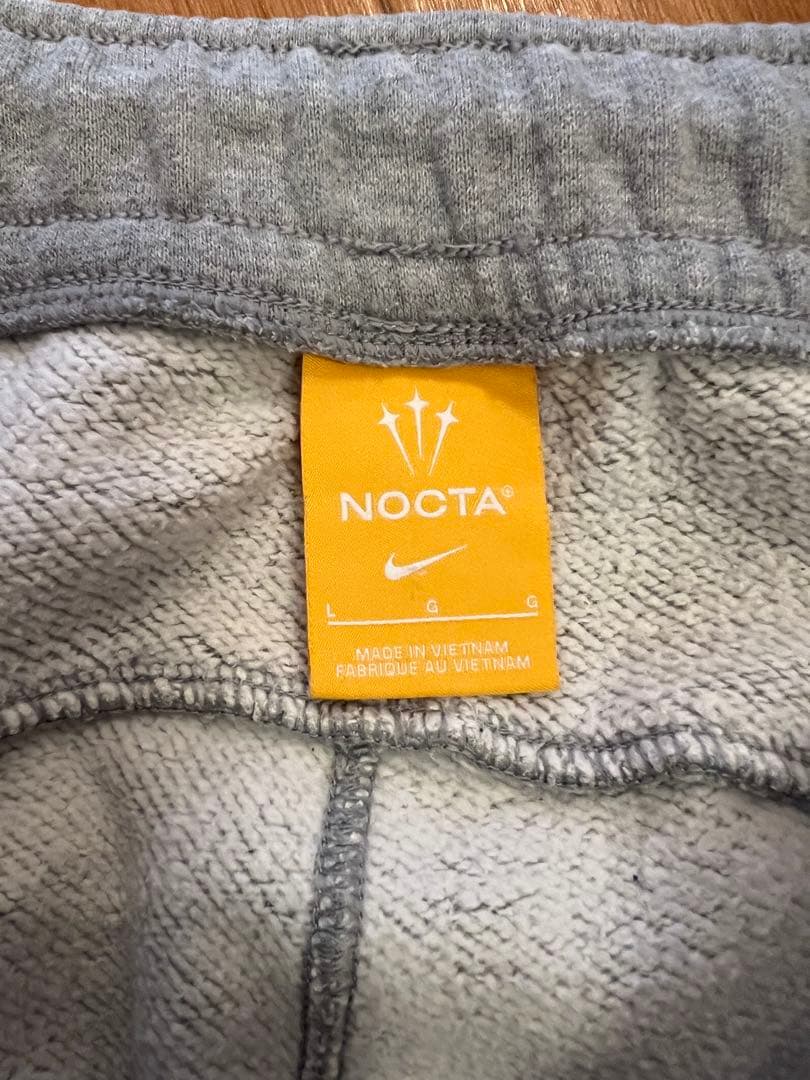 NOCTA®
L G G
MADE IN VIETNAM
FABRIQUE AU VIETNAM